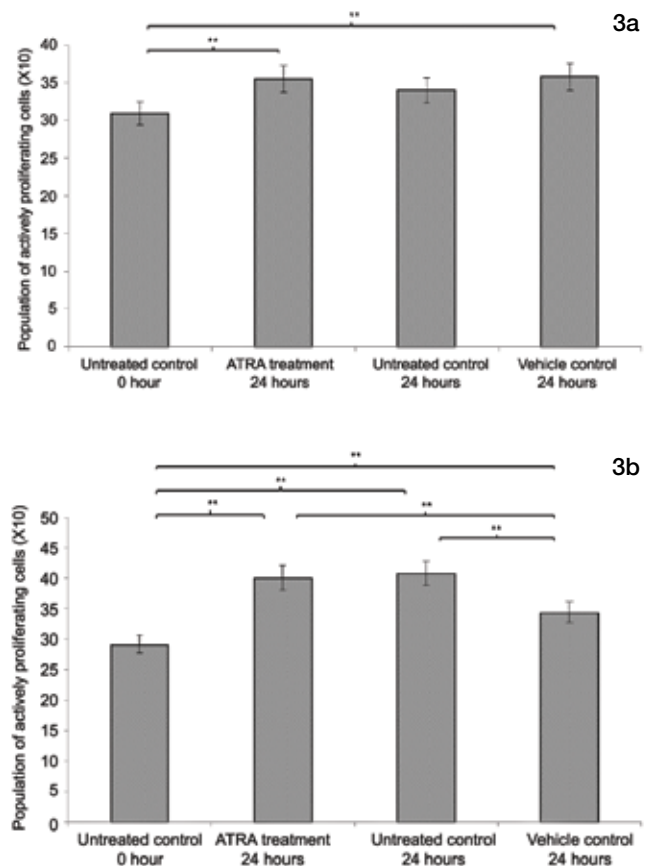 3a
**
**
Population of actively proliferating cells (X10)
40
35
30
25
20
15
10
5
0
Untreated control
0 hour
ATRA treatment
24 hours
Untreated control
24 hours
Vehicle control
24 hours
3b
**
**
**
**
**
Population of actively proliferating cells (X10)
50
45
40
35
30
25
20
15
10
5
0
Untreated control
0 hour
ATRA treatment
24 hours
Untreated control
24 hours
Vehicle control
24 hours